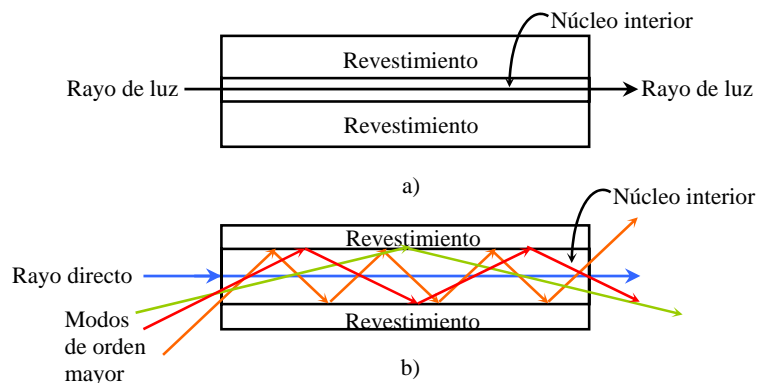 Núcleo interior
Revestimiento
Rayo de luz
Rayo de luz
Revestimiento
a)
Núcleo interior
Revestimiento
Rayo directo
Modos
de orden
mayor
Revestimiento
b)